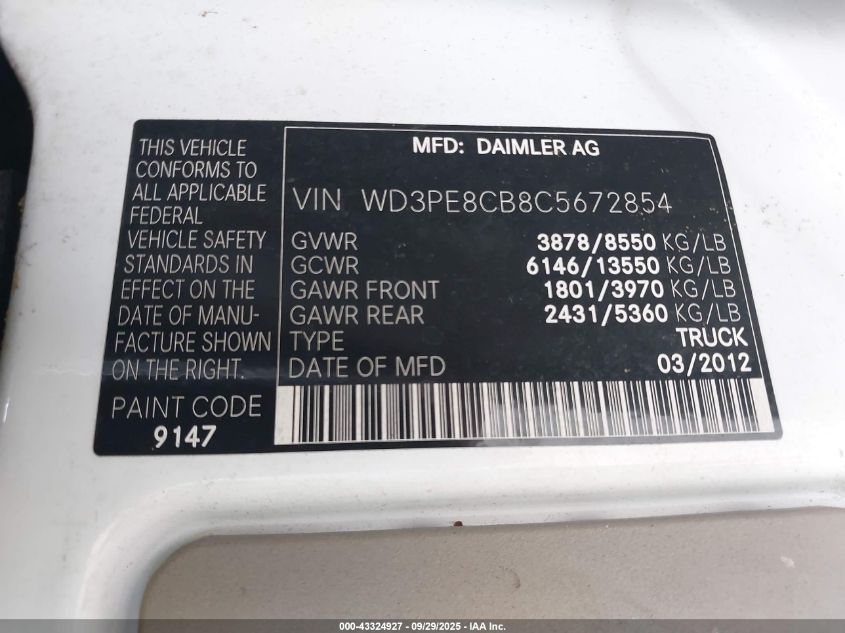 THIS VEHICLE
CONFORMS TO
ALL APPLICABLE
FEDERAL
VEHICLE SAFETY
STANDARDS IN
EFFECT ON THE
DATE OF MANU-
FACTURE SHOWN
ON THE RIGHT.
PAINT CODE
9147
MFD: DAIMLER AG
VIN WD3PE8CB8C5672854
GVWR 3878/8550 KG/LB
GCWR 6146/13550 KG/LB
GAWR FRONT 1801/3970 KG/LB
GAWR REAR 2431/5360 KG/LB
TYPE TRUCK
DATE OF MFD 03/2012
000-43324927 - 09/29/2025 - IAA Inc.